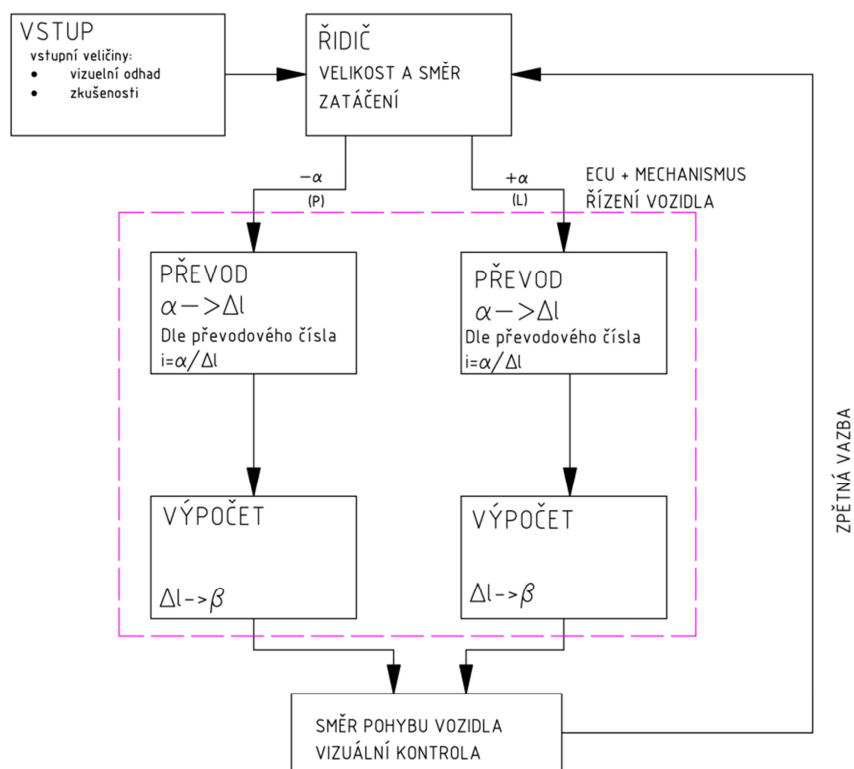 VSTUP
vstupní veličiny:
• vizuelní odhad
• zkušenosti
ŘIDIČ
VELIKOST A SMĚR
ZATÁČENÍ
-α
(P)
+α
(L)
ECU + MECHANISMUS
ŘÍZENÍ VOZIDLA
PŘEVOD
α—>Δl
Dle převodového čísla
i=α/Δl
PŘEVOD
α—>Δl
Dle převodového čísla
i=α/Δl
VÝPOČET
Δl->β
VÝPOČET
Δl->β
ZPĚTNÁ VAZBA
SMĚR POHYBU VOZIDLA
VIZUÁLNÍ KONTROLA